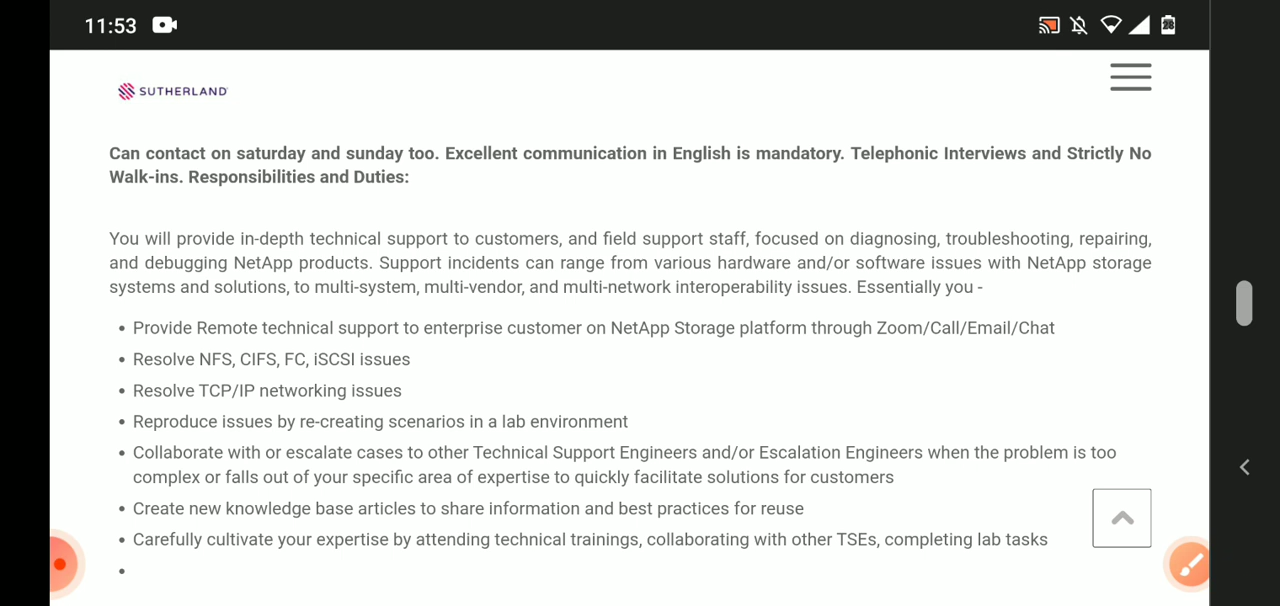 11:53
28
SUTHERLAND
Can contact on saturday and sunday too. Excellent communication in English is mandatory. Telephonic Interviews and Strictly No
Walk-ins. Responsibilities and Duties:
You will provide in-depth technical support to customers, and field support staff, focused on diagnosing, troubleshooting, repairing,
and debugging NetApp products. Support incidents can range from various hardware and/or software issues with NetApp storage
systems and solutions, to multi-system, multi-vendor, and multi-network interoperability issues. Essentially you -
• Provide Remote technical support to enterprise customer on NetApp Storage platform through Zoom/Call/Email/Chat
• Resolve NFS, CIFS, FC, iSCSI issues
• Resolve TCP/IP networking issues
• Reproduce issues by re-creating scenarios in a lab environment
• Collaborate with or escalate cases to other Technical Support Engineers and/or Escalation Engineers when the problem is too
complex or falls out of your specific area of expertise to quickly facilitate solutions for customers
• Create new knowledge base articles to share information and best practices for reuse
• Carefully cultivate your expertise by attending technical trainings, collaborating with other TSEs, completing lab tasks
•